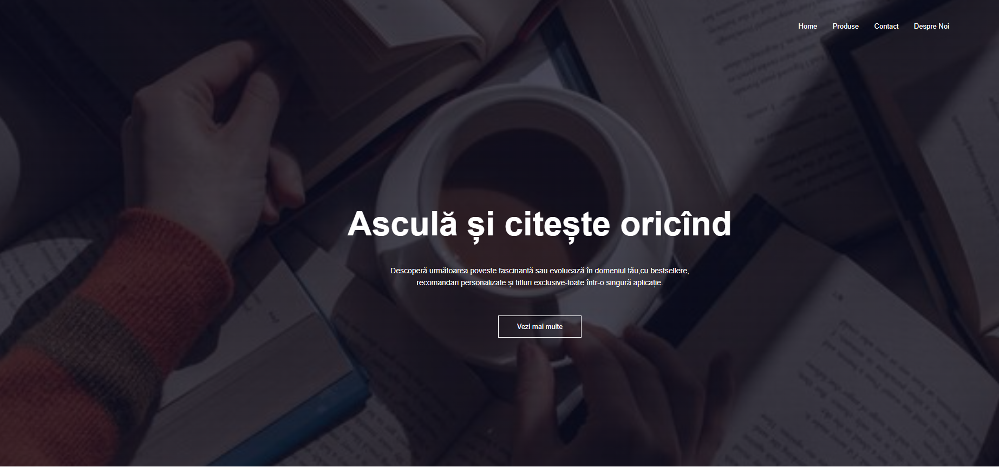 Home Produse Contact Despre Noi
Asculă și citește oricînd
Descoperă următoarea poveste fascinantă sau evoluează în domeniul tău,cu bestsellere,
recomandari personalizate și titluri exclusive-toate într-o singură aplicație.
Vezi mai multe